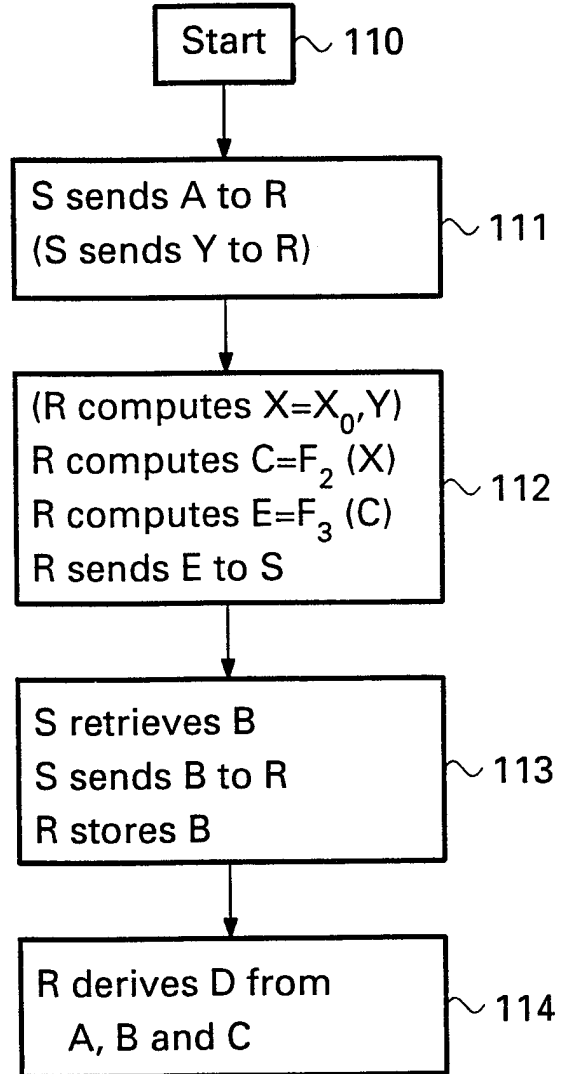 Start 110
S sends A to R
(S sends Y to R)
111
(R computes X=X₀,Y)
R computes C=F₂ (X)
R computes E=F₃ (C)
R sends E to S
112
S retrieves B
S sends B to R
R stores B
113
R derives D from
A, B and C
114